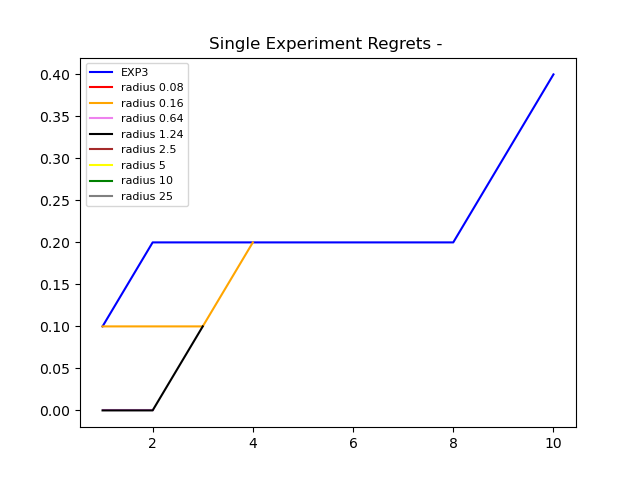 Single Experiment Regrets -
EXP3
radius 0.08
radius 0.16
radius 0.64
radius 1.24
radius 2.5
radius 5
radius 10
radius 25
0.40
0.35
0.30
0.25
0.20
0.15
0.10
0.05
0.00
2 4 6 8 10